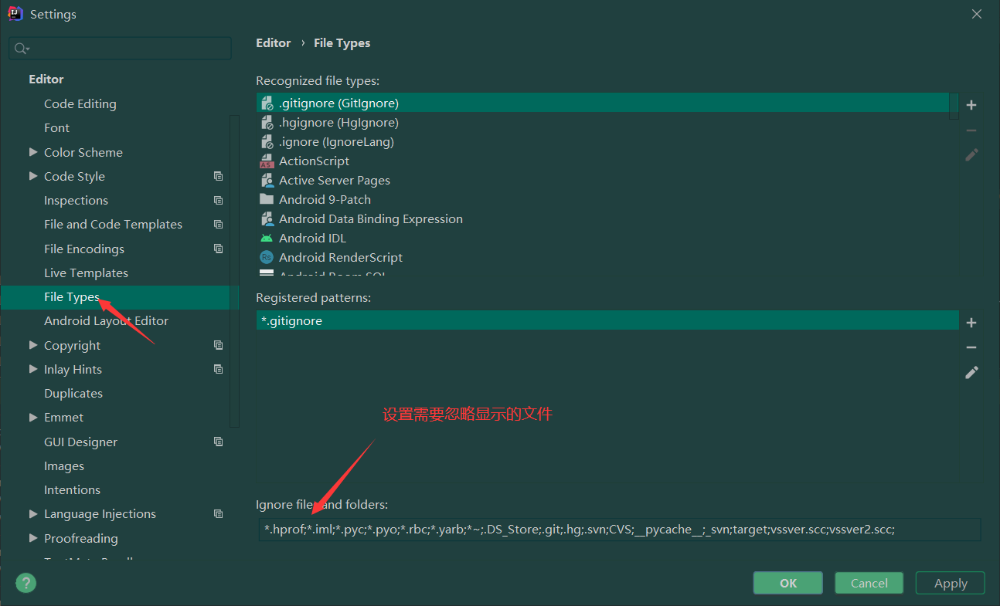 Settings
Editor
Code Editing
Font
Color Scheme
Code Style
Inspections
File and Code Templates
File Encodings
Live Templates
File Types
Android Layout Editor
Copyright
Inlay Hints
Duplicates
Emmet
GUI Designer
Images
Intentions
Language Injections
Proofreading
Editor › File Types
Recognized file types:
.gitignore (GitIgnore)
.hgignore (HgIgnore)
.ignore (IgnoreLang)
ActionScript
Active Server Pages
Android 9-Patch
Android Data Binding Expression
Android IDL
Android RenderScript
Android Room SQL
Registered patterns:
*.gitignore
设置需要忽略显示的文件
Ignore files and folders:
*.hprof;*.iml;*.pyc;*.pyo;*.rbc;*.yarb;*~;.DS_Store;.git;.hg;.svn;CVS;__pycache__;_svn;target;vssver.scc;vssver2.scc;
?
OK
Cancel
Apply